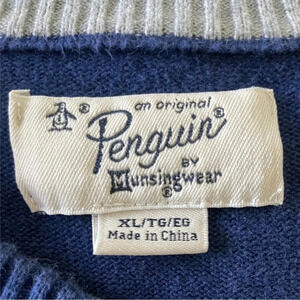 ®
an original
Penguin®
BY
Munsingwear®
XL/TG/EG
Made in China